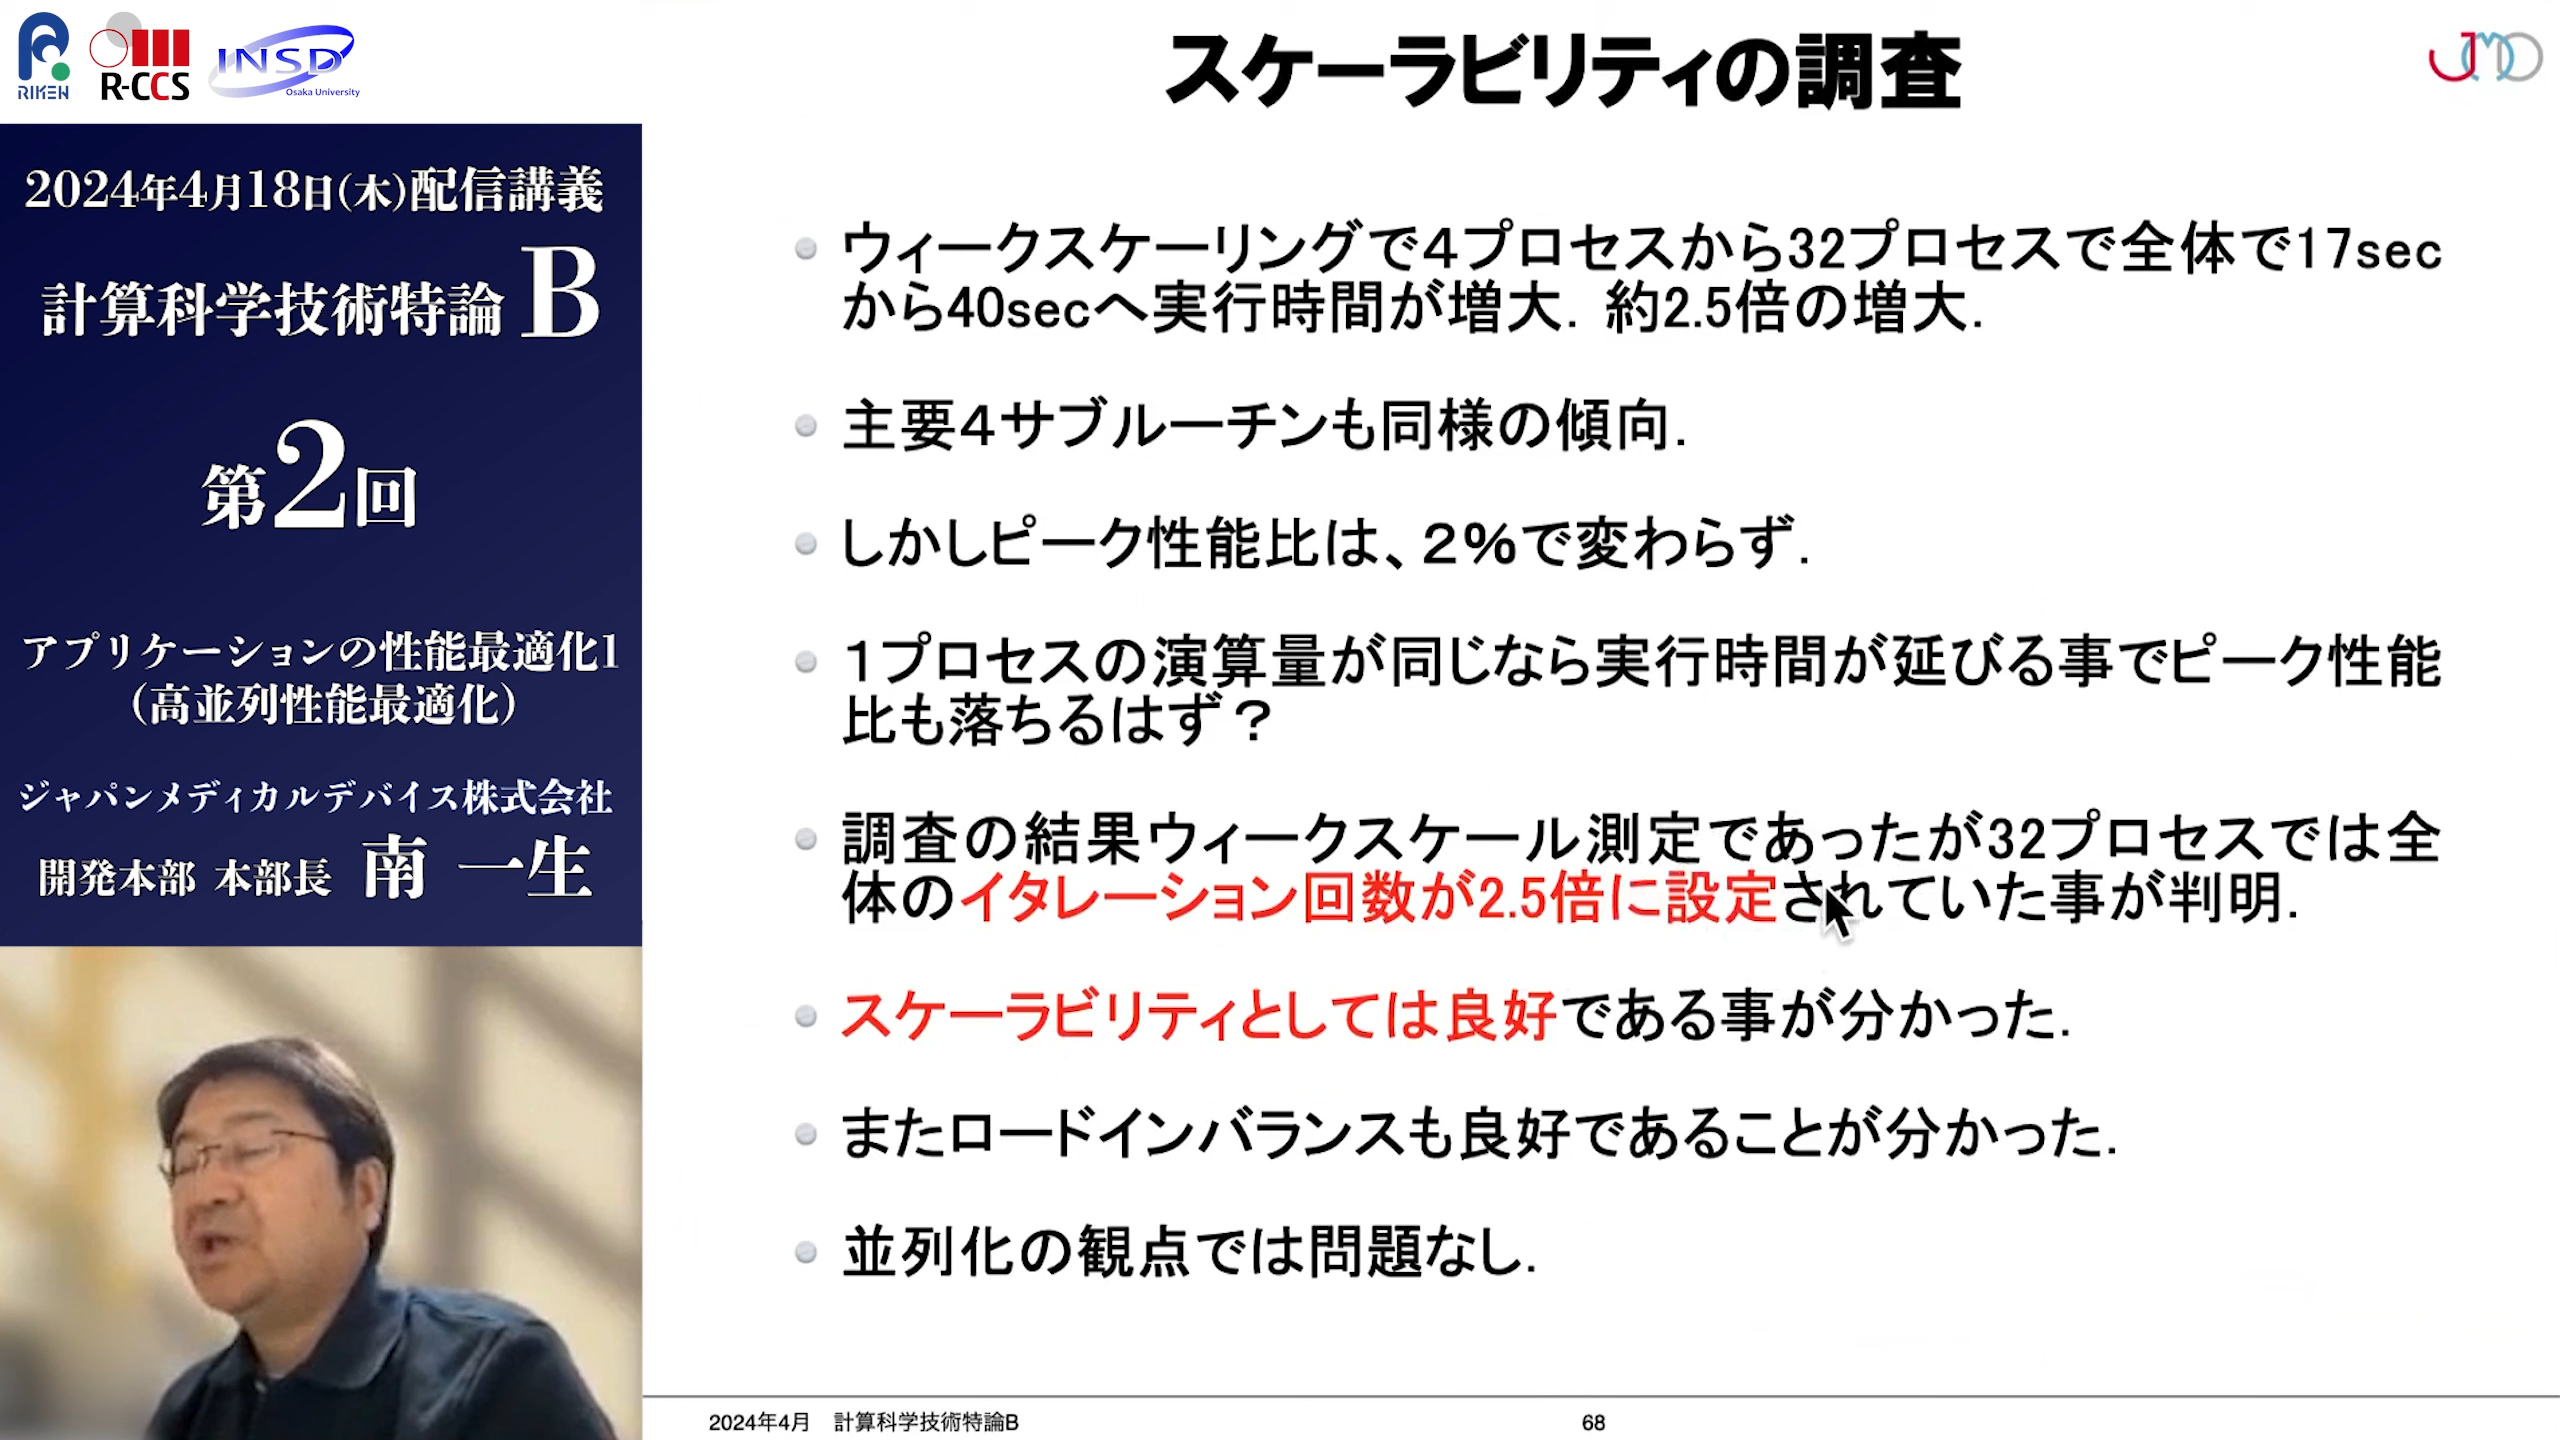 RIKEN
R-CCS
INSD
Osaka University
スケーラビリティの調査
JMD
2024年4月18日(木)配信講義
計算科学技術特論 B
第2回
アプリケーションの性能最適化1
(高並列性能最適化)
ジャパンメディカルデバイス株式会社
開発本部 本部長 南 一生
ウィークスケーリングで４プロセスから32プロセスで全体で17sec
から40secへ実行時間が増大．約2.5倍の増大．
主要４サブルーチンも同様の傾向．
しかしピーク性能比は、２％で変わらず．
１プロセスの演算量が同じなら実行時間が延びる事でピーク性能
比も落ちるはず？
調査の結果ウィークスケール測定であったが32プロセスでは全
体のイタレーション回数が2.5倍に設定されていた事が判明．
スケーラビリティとしては良好である事が分かった．
またロードインバランスも良好であることが分かった．
並列化の観点では問題なし．
2024年4月　計算科学技術特論B
68